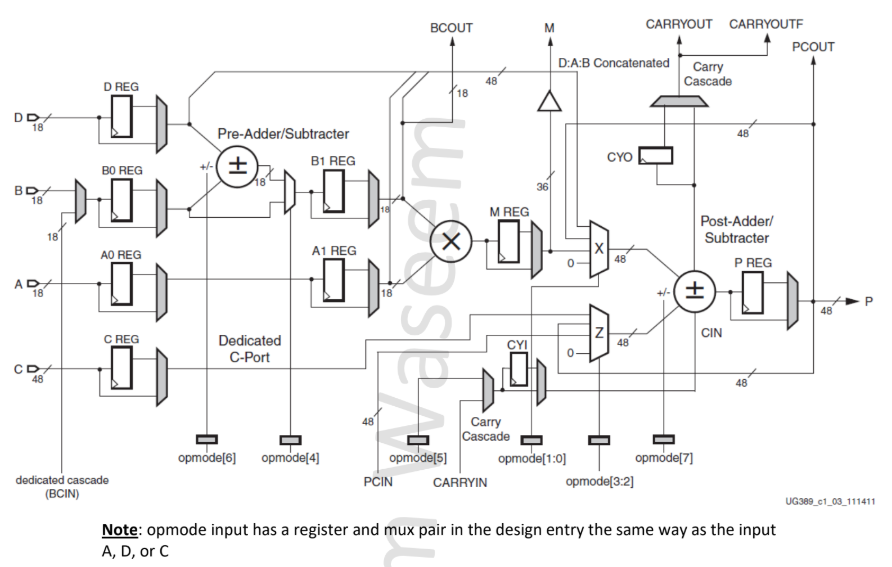 BCOUT
M
CARRYOUT
CARRYOUTF
PCOUT
D:A:B Concatenated
Carry
Cascade
48
18
D REG
D
18
Pre-Adder/Subtracter
+/-
±
18
B0 REG
B
18
18
B1 REG
18
48
CYO
36
M REG
×
Post-Adder/
Subtracter
A0 REG
A
18
A1 REG
18
X
0
48
+/-
±
P REG
48
P
C REG
C
48
Dedicated
C-Port
Z
0
48
CYI
CIN
48
48
Carry
Cascade
opmode[6]
opmode[4]
opmode[5]
opmode[1:0]
opmode[7]
dedicated cascade
(BCIN)
PCIN
CARRYIN
opmode[3:2]
UG389_c1_03_111411
m Waseem
Note: opmode input has a register and mux pair in the design entry the same way as the input
A, D, or C